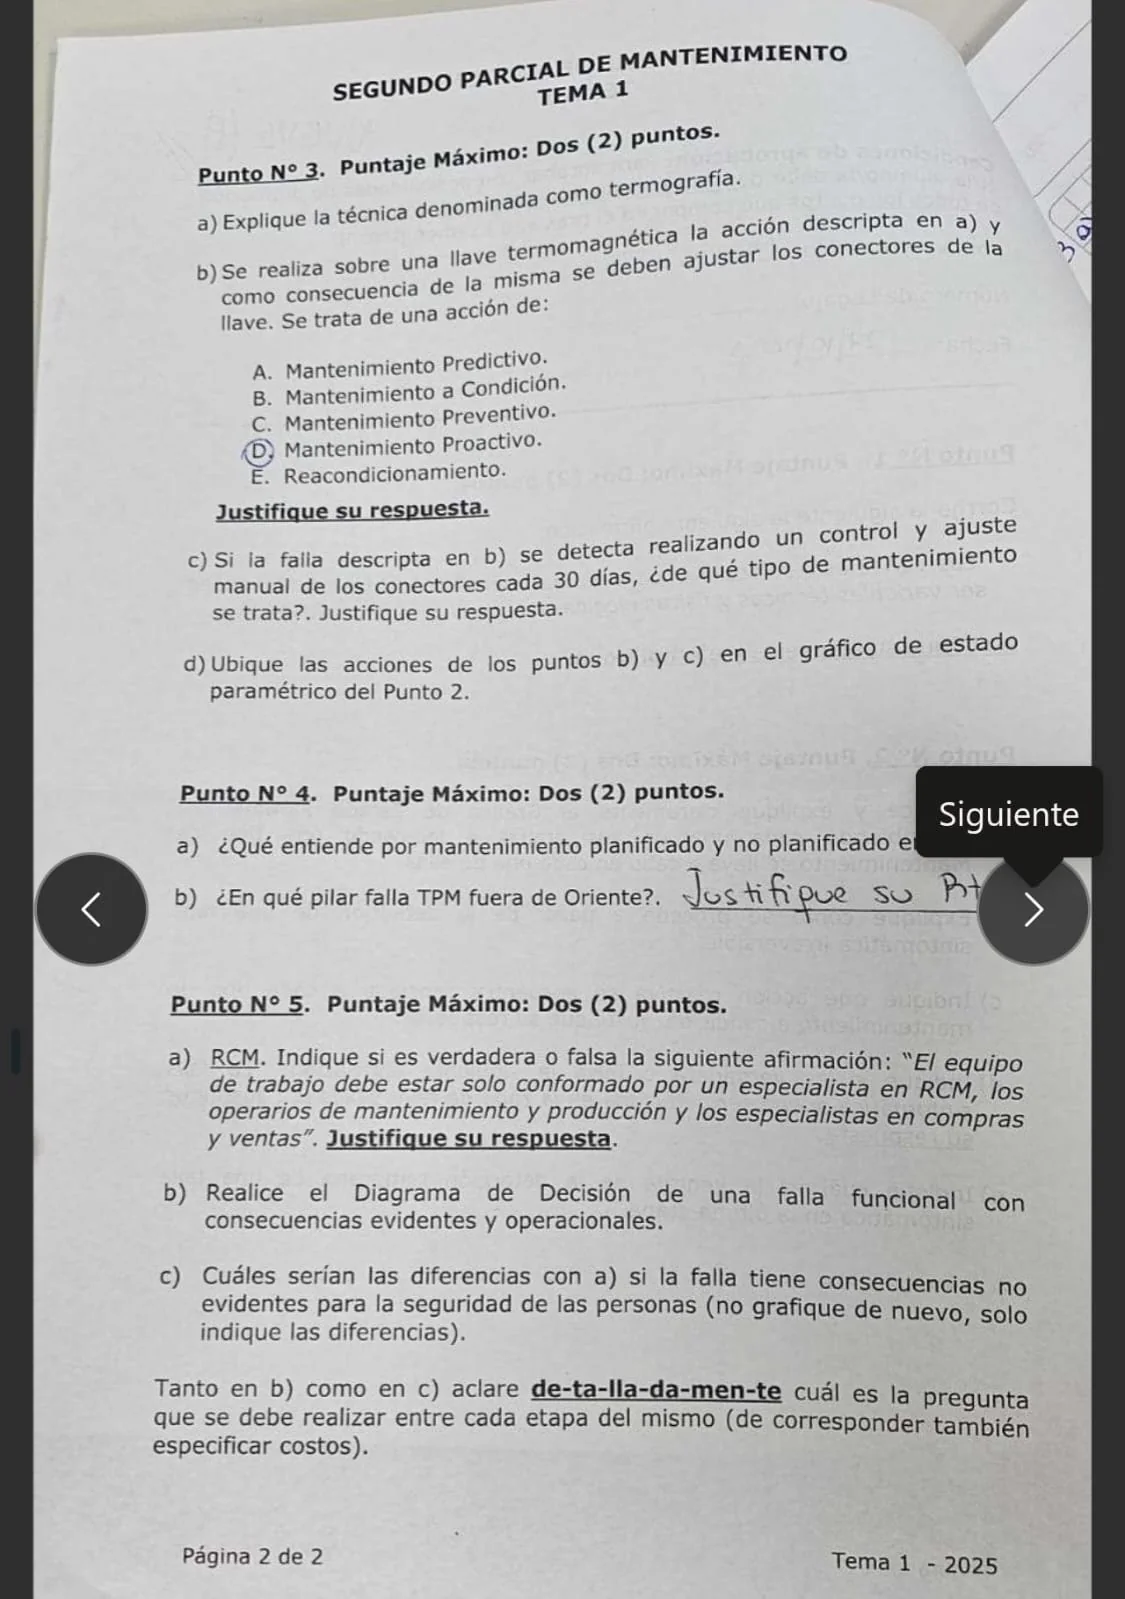 SEGUNDO PARCIAL DE MANTENIMIENTO
TEMA 1
Punto Nº 3. Puntaje Máximo: Dos (2) puntos.
a) Explique la técnica denominada como termografía.
b) Se realiza sobre una llave termomagnética la acción descripta en a) y
como consecuencia de la misma se deben ajustar los conectores de la
llave. Se trata de una acción de:
A. Mantenimiento Predictivo.
B. Mantenimiento a Condición.
C. Mantenimiento Preventivo.
D. Mantenimiento Proactivo.
E. Reacondicionamiento.
Justifique su respuesta.
c) Si la falla descripta en b) se detecta realizando un control y ajuste
manual de los conectores cada 30 días, ¿de qué tipo de mantenimiento
se trata?. Justifique su respuesta.
d) Ubique las acciones de los puntos b) y c) en el gráfico de estado
paramétrico del Punto 2.
Punto Nº 4. Puntaje Máximo: Dos (2) puntos.
Siguiente
a) ¿Qué entiende por mantenimiento planificado y no planificado
b) ¿En qué pilar falla TPM fuera de Oriente?. Justifique su
Punto Nº 5. Puntaje Máximo: Dos (2) puntos.
a) RCM. Indique si es verdadera o falsa la siguiente afirmación: "El equipo
de trabajo debe estar solo conformado por un especialista en RCM, los
operarios de mantenimiento y producción y los especialistas en compras
y ventas". Justifique su respuesta.
b) Realice el Diagrama de Decisión de una falla funcional con
consecuencias evidentes y operacionales.
c) Cuáles serían las diferencias con a) si la falla tiene consecuencias no
evidentes para la seguridad de las personas (no grafique de nuevo, solo
indique las diferencias).
Tanto en b) como en c) aclare de-ta-lla-da-men-te cuál es la pregunta
que se debe realizar entre cada etapa del mismo (de corresponder también
especificar costos).
Página 2 de 2
Tema 1 - 2025